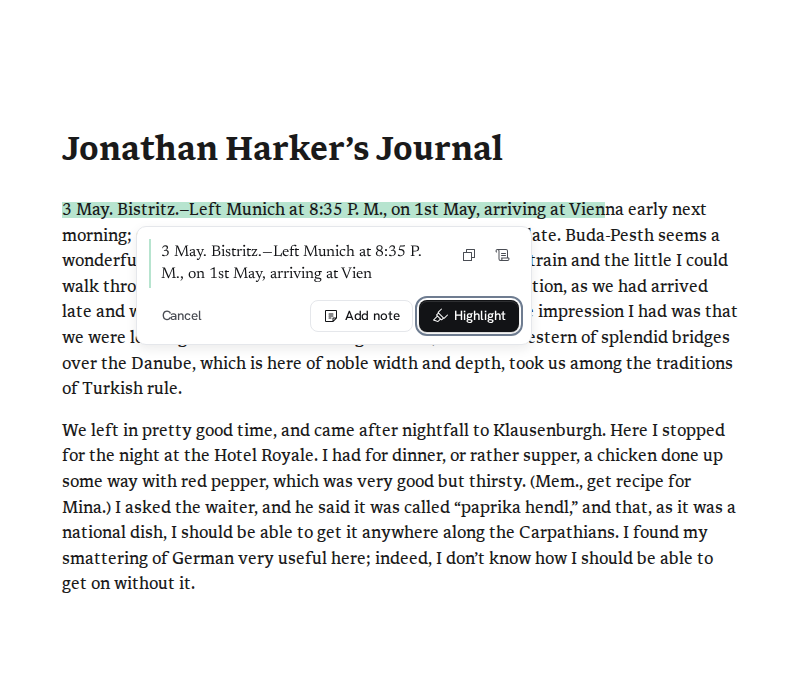 Jonathan Harker’s Journal
3 May. Bistritz.—Left Munich at 8:35 P. M., on 1st May, arriving at Vienna early next
morning;
late. Buda-Pesth seems a
3 May. Bistritz.—Left Munich at 8:35 P.
M., on 1st May, arriving at Vien
train and the little I could
walk
as we had arrived
late and
Cancel
Add note
Highlight
impression I had was that
we were
of splendid bridges
over the Danube, which is here of noble width and depth, took us among the traditions
of Turkish rule.
We left in pretty good time, and came after nightfall to Klausenburgh. Here I stopped
for the night at the Hotel Royale. I had for dinner, or rather supper, a chicken done up
some way with red pepper, which was very good but thirsty. (Mem., get recipe for
Mina.) I asked the waiter, and he said it was called “paprika hendl,” and that, as it was a
national dish, I should be able to get it anywhere along the Carpathians. I found my
smattering of German very useful here; indeed, I don’t know how I should be able to
get on without it.